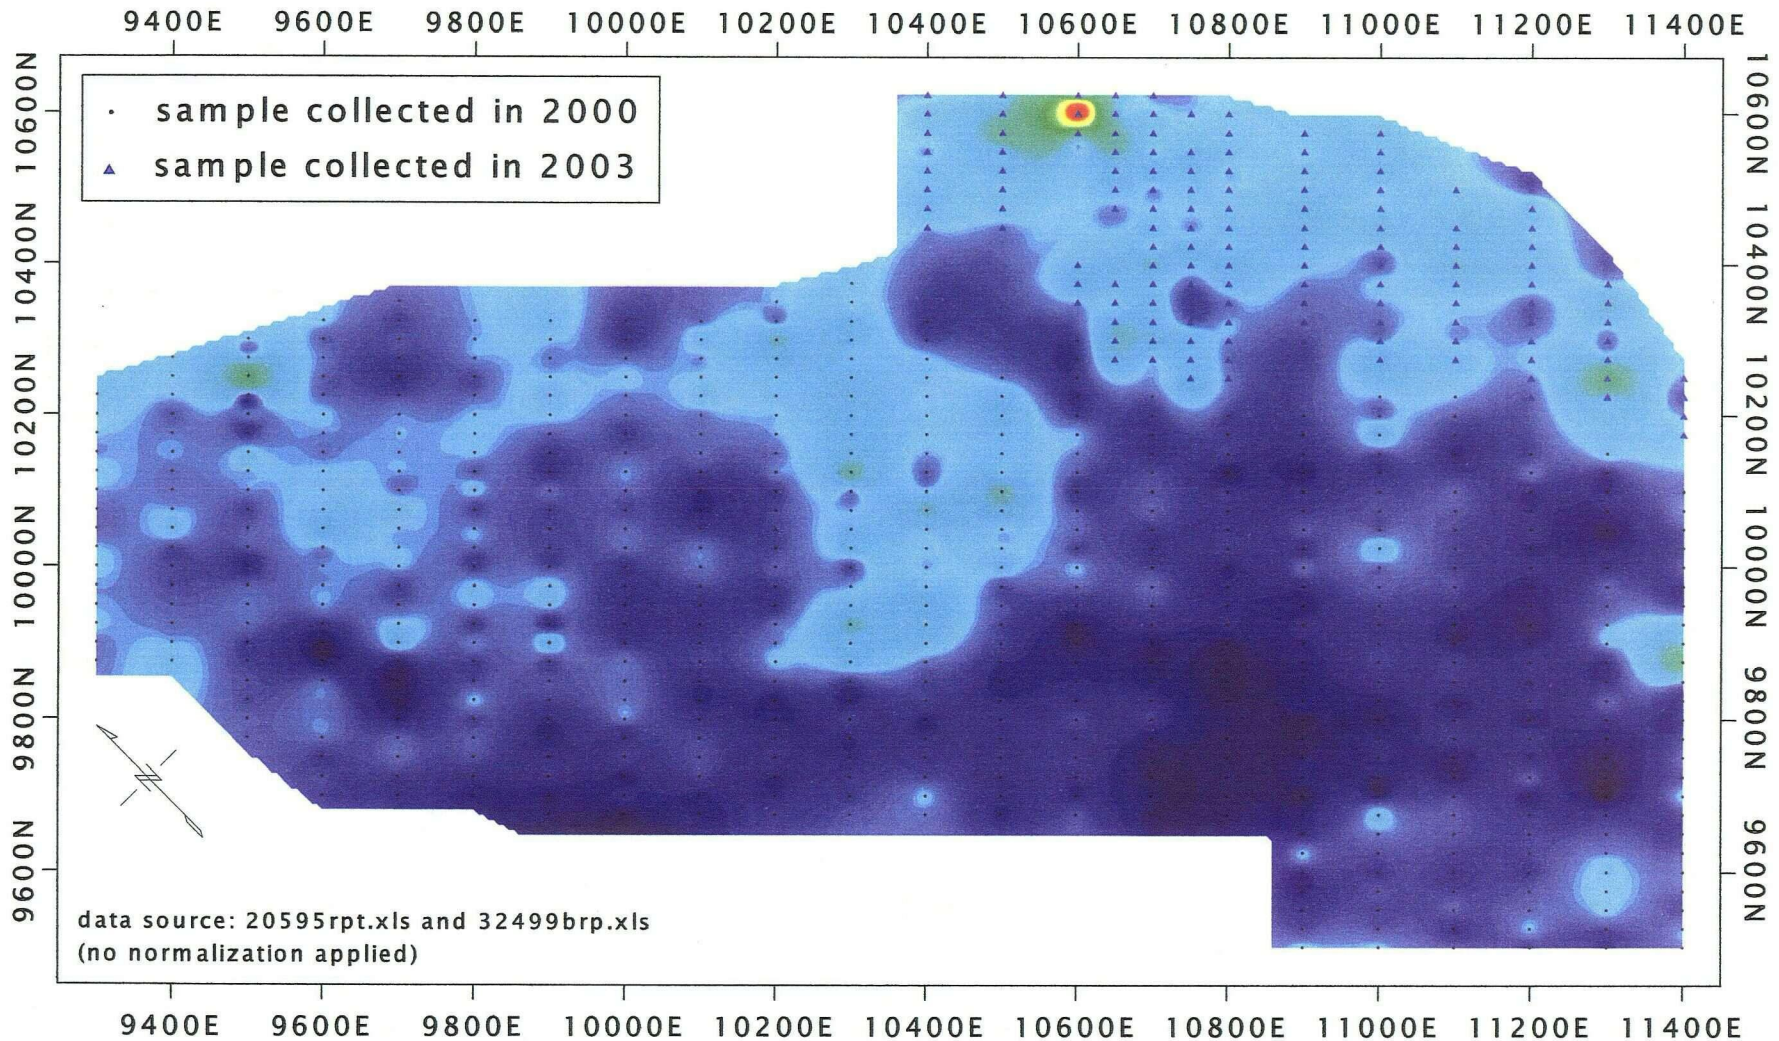 9400E 9600E 9800E 10000E 10200E 10400E 10600E 10800E 11000E 11200E 11400E
10600N
10400N
10200N
10000N
9800N
9600N
sample collected in 2000
sample collected in 2003
10600N
10400N
10200N
10000N
9800N
9600N
data source: 20595rpt.xls and 32499brp.xls
(no normalization applied)
9400E 9600E 9800E 10000E 10200E 10400E 10600E 10800E 11000E 11200E 11400E